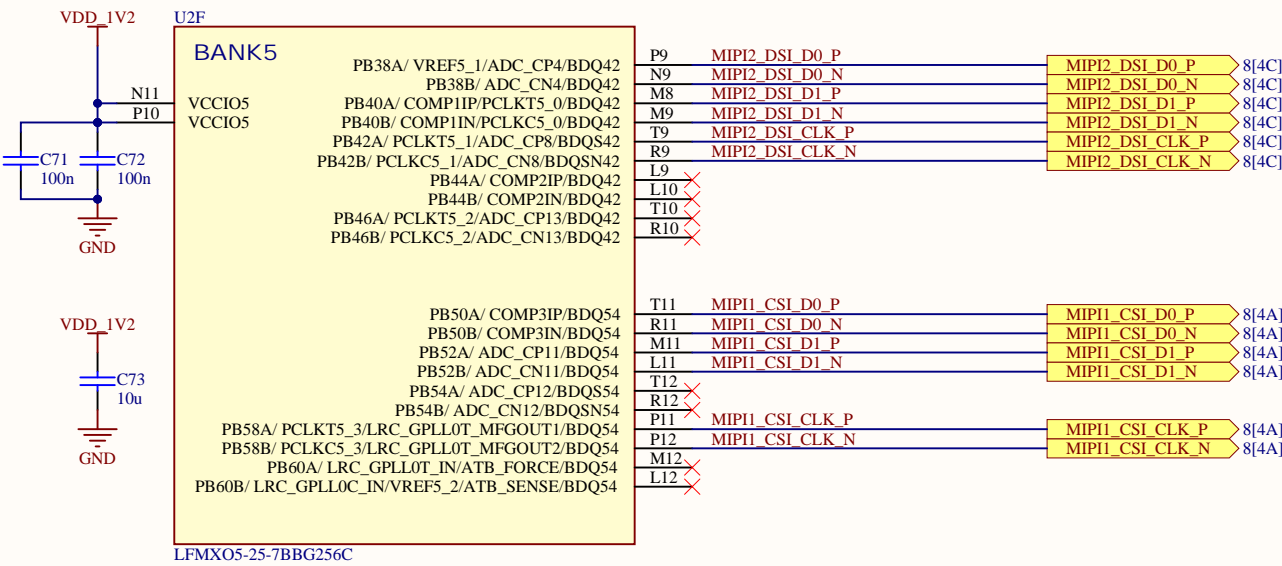 VDD_1V2
U2F
BANK5
N11 VCCIO5
P10 VCCIO5
C71
100n
C72
100n
GND
VDD_1V2
C73
10u
GND
PB38A/ VREF5_1/ADC_CP4/BDQ42 P9 MIPI2_DSI_D0_P MIPI2_DSI_D0_P 8[4C]
PB38B/ ADC_CN4/BDQ42 N9 MIPI2_DSI_D0_N MIPI2_DSI_D0_N 8[4C]
PB40A/ COMP1IP/PCLKT5_0/BDQ42 M8 MIPI2_DSI_D1_P MIPI2_DSI_D1_P 8[4C]
PB40B/ COMP1IN/PCLKC5_0/BDQ42 M9 MIPI2_DSI_D1_N MIPI2_DSI_D1_N 8[4C]
PB42A/ PCLKT5_1/ADC_CP8/BDQS42 T9 MIPI2_DSI_CLK_P MIPI2_DSI_CLK_P 8[4C]
PB42B/ PCLKC5_1/ADC_CN8/BDQSN42 R9 MIPI2_DSI_CLK_N MIPI2_DSI_CLK_N 8[4C]
PB44A/ COMP2IP/BDQ42 L9
PB44B/ COMP2IN/BDQ42 L10
PB46A/ PCLKT5_2/ADC_CP13/BDQ42 T10
PB46B/ PCLKC5_2/ADC_CN13/BDQ42 R10
PB50A/ COMP3IP/BDQ54 T11 MIPI1_CSI_D0_P MIPI1_CSI_D0_P 8[4A]
PB50B/ COMP3IN/BDQ54 R11 MIPI1_CSI_D0_N MIPI1_CSI_D0_N 8[4A]
PB52A/ ADC_CP11/BDQ54 M11 MIPI1_CSI_D1_P MIPI1_CSI_D1_P 8[4A]
PB52B/ ADC_CN11/BDQ54 L11 MIPI1_CSI_D1_N MIPI1_CSI_D1_N 8[4A]
PB54A/ ADC_CP12/BDQS54 T12
PB54B/ ADC_CN12/BDQSN54 R12
PB58A/ PCLKT5_3/LRC_GPLL0T_MFGOUT1/BDQ54 P11 MIPI1_CSI_CLK_P MIPI1_CSI_CLK_P 8[4A]
PB58B/ PCLKC5_3/LRC_GPLL0T_MFGOUT2/BDQ54 P12 MIPI1_CSI_CLK_N MIPI1_CSI_CLK_N 8[4A]
PB60A/ LRC_GPLL0T_IN/ATB_FORCE/BDQ54 M12
PB60B/ LRC_GPLL0C_IN/VREF5_2/ATB_SENSE/BDQ54 L12
LFMXO5-25-7BBG256C